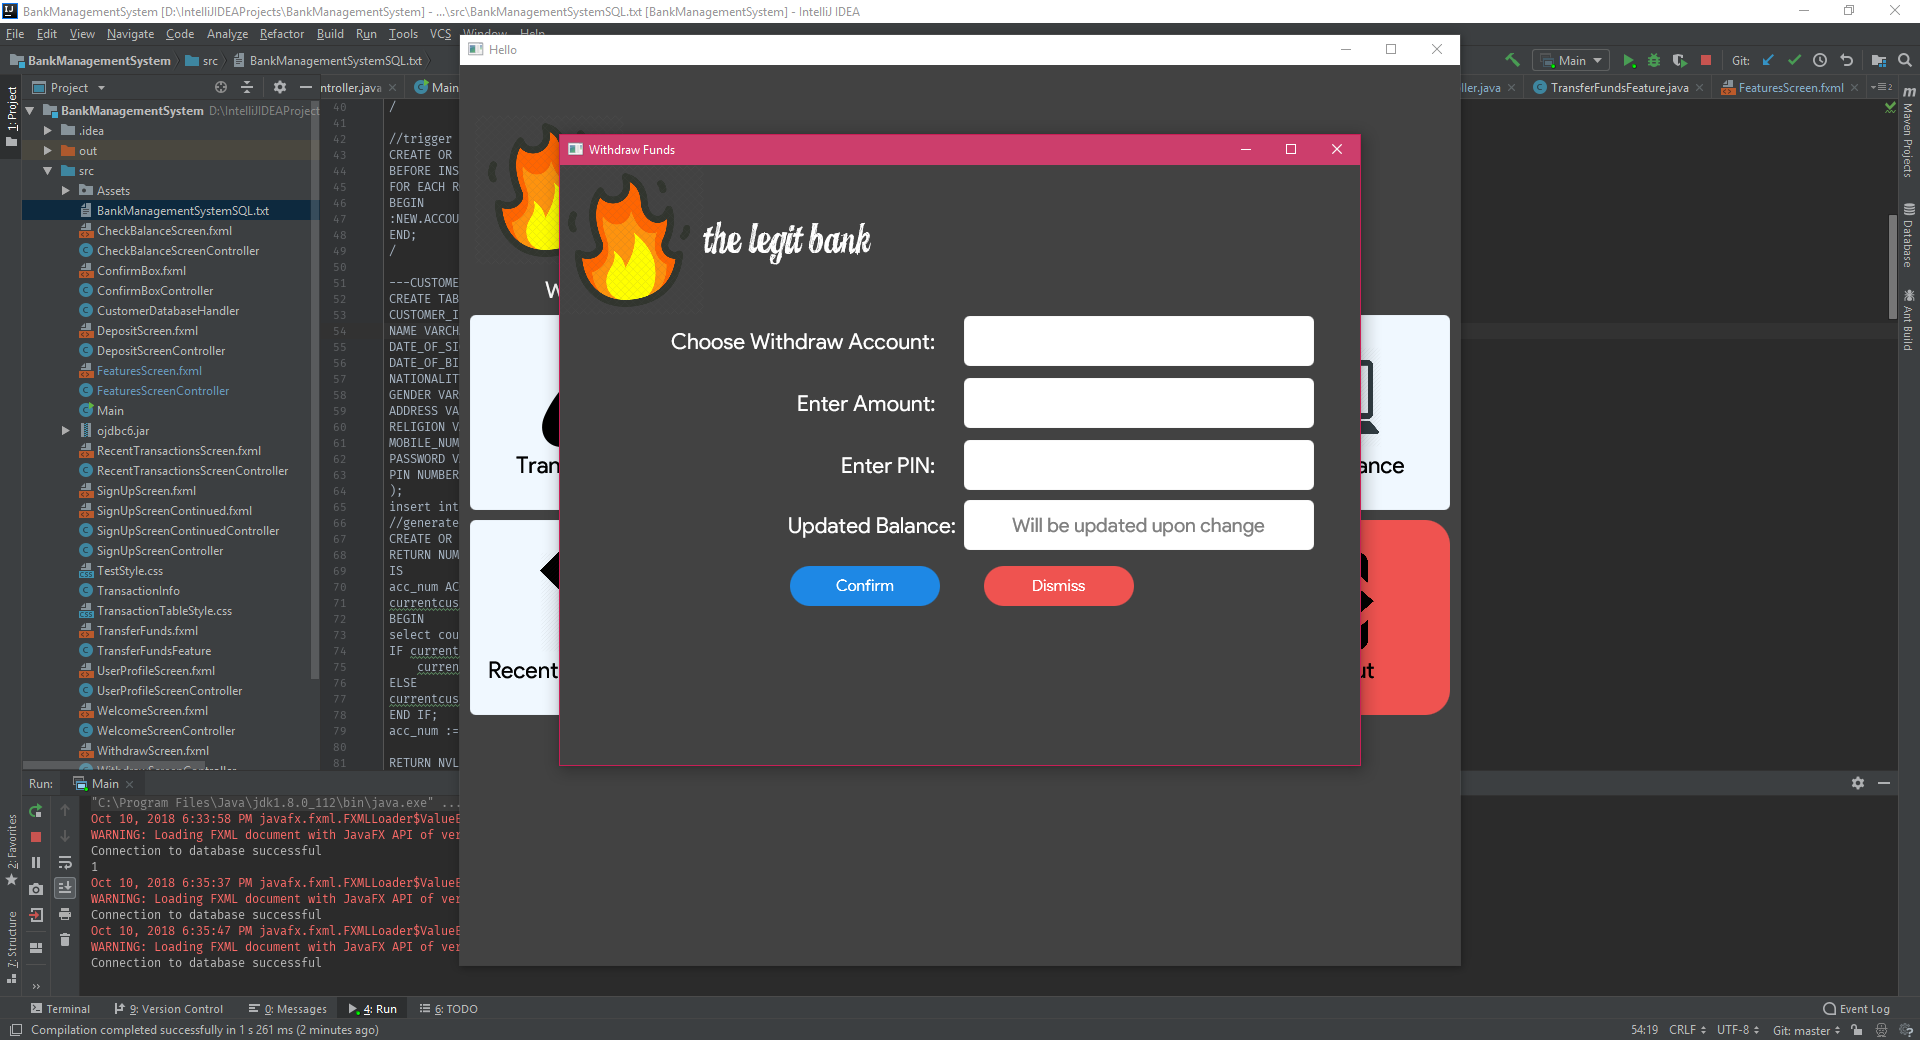 BankManagementSystem [D:\IntelliJIDEAProjects\BankManagementSystem] - ...\src\BankManagementSystemSQL.txt [BankManagementSystem] - IntelliJ IDEA
File Edit View Navigate Code Analyze Refactor Build Run Tools VCS Window Help
BankManagementSystem src BankManagementSystemSQL.txt
Main Git:
Project
ntroller.java Main
ller.java TransferFundsFeature.java FeaturesScreen.fxml
1: Project
2: Favorites
7: Structure
Maven Projects
Database
Ant Build
BankManagementSystem D:\IntelliJIDEAProject
.idea
out
src
Assets
BankManagementSystemSQL.txt
CheckBalanceScreen.fxml
CheckBalanceScreenController
ConfirmBox.fxml
ConfirmBoxController
CustomerDatabaseHandler
DepositScreen.fxml
DepositScreenController
FeaturesScreen.fxml
FeaturesScreenController
Main
ojdbc6.jar
RecentTransactionsScreen.fxml
RecentTransactionsScreenController
SignUpScreen.fxml
SignUpScreenContinued.fxml
SignUpScreenContinuedController
SignUpScreenController
TestStyle.css
TransactionInfo
TransactionTableStyle.css
TransferFunds.fxml
TransferFundsFeature
UserProfileScreen.fxml
UserProfileScreenController
WelcomeScreen.fxml
WelcomeScreenController
WithdrawScreen.fxml
40 /
41
42 //trigger
43 CREATE OR
44 BEFORE INS
45 FOR EACH R
46 BEGIN
47 :NEW.ACCOU
48 END;
49 /
50
51 ---CUSTOME
52 CREATE TAB
53 CUSTOMER_I
54 NAME VARCH
55 DATE_OF_SI
56 DATE_OF_BI
57 NATIONALIT
58 GENDER VAR
59 ADDRESS VA
60 RELIGION V
61 MOBILE_NUM
62 PASSWORD V
63 PIN NUMBER
64 );
65 insert int
66 //generate
67 CREATE OR
68 RETURN NUM
69 IS
70 acc_num AC
71 currentcus
72 BEGIN
73 select cou
74 IF current
75 curren
76 ELSE
77 currentcus
78 END IF;
79 acc_num :=
80
81 RETURN NVL
Hello
W
Tran
ance
Recent
ut
Withdraw Funds
the legit bank
Choose Withdraw Account:
Enter Amount:
Enter PIN:
Updated Balance: Will be updated upon change
Confirm Dismiss
Run: Main
"C:\Program Files\Java\jdk1.8.0_112\bin\java.exe" ...
Oct 10, 2018 6:33:58 PM javafx.fxml.FXMLLoader$ValueE
WARNING: Loading FXML document with JavaFX API of ver
Connection to database successful
1
Oct 10, 2018 6:35:37 PM javafx.fxml.FXMLLoader$ValueE
WARNING: Loading FXML document with JavaFX API of ver
Connection to database successful
Oct 10, 2018 6:35:47 PM javafx.fxml.FXMLLoader$ValueE
WARNING: Loading FXML document with JavaFX API of ver
Connection to database successful
Terminal 9: Version Control 0: Messages 4: Run 6: TODO Event Log
Compilation completed successfully in 1 s 261 ms (2 minutes ago) 54:19 CRLF UTF-8 Git: master